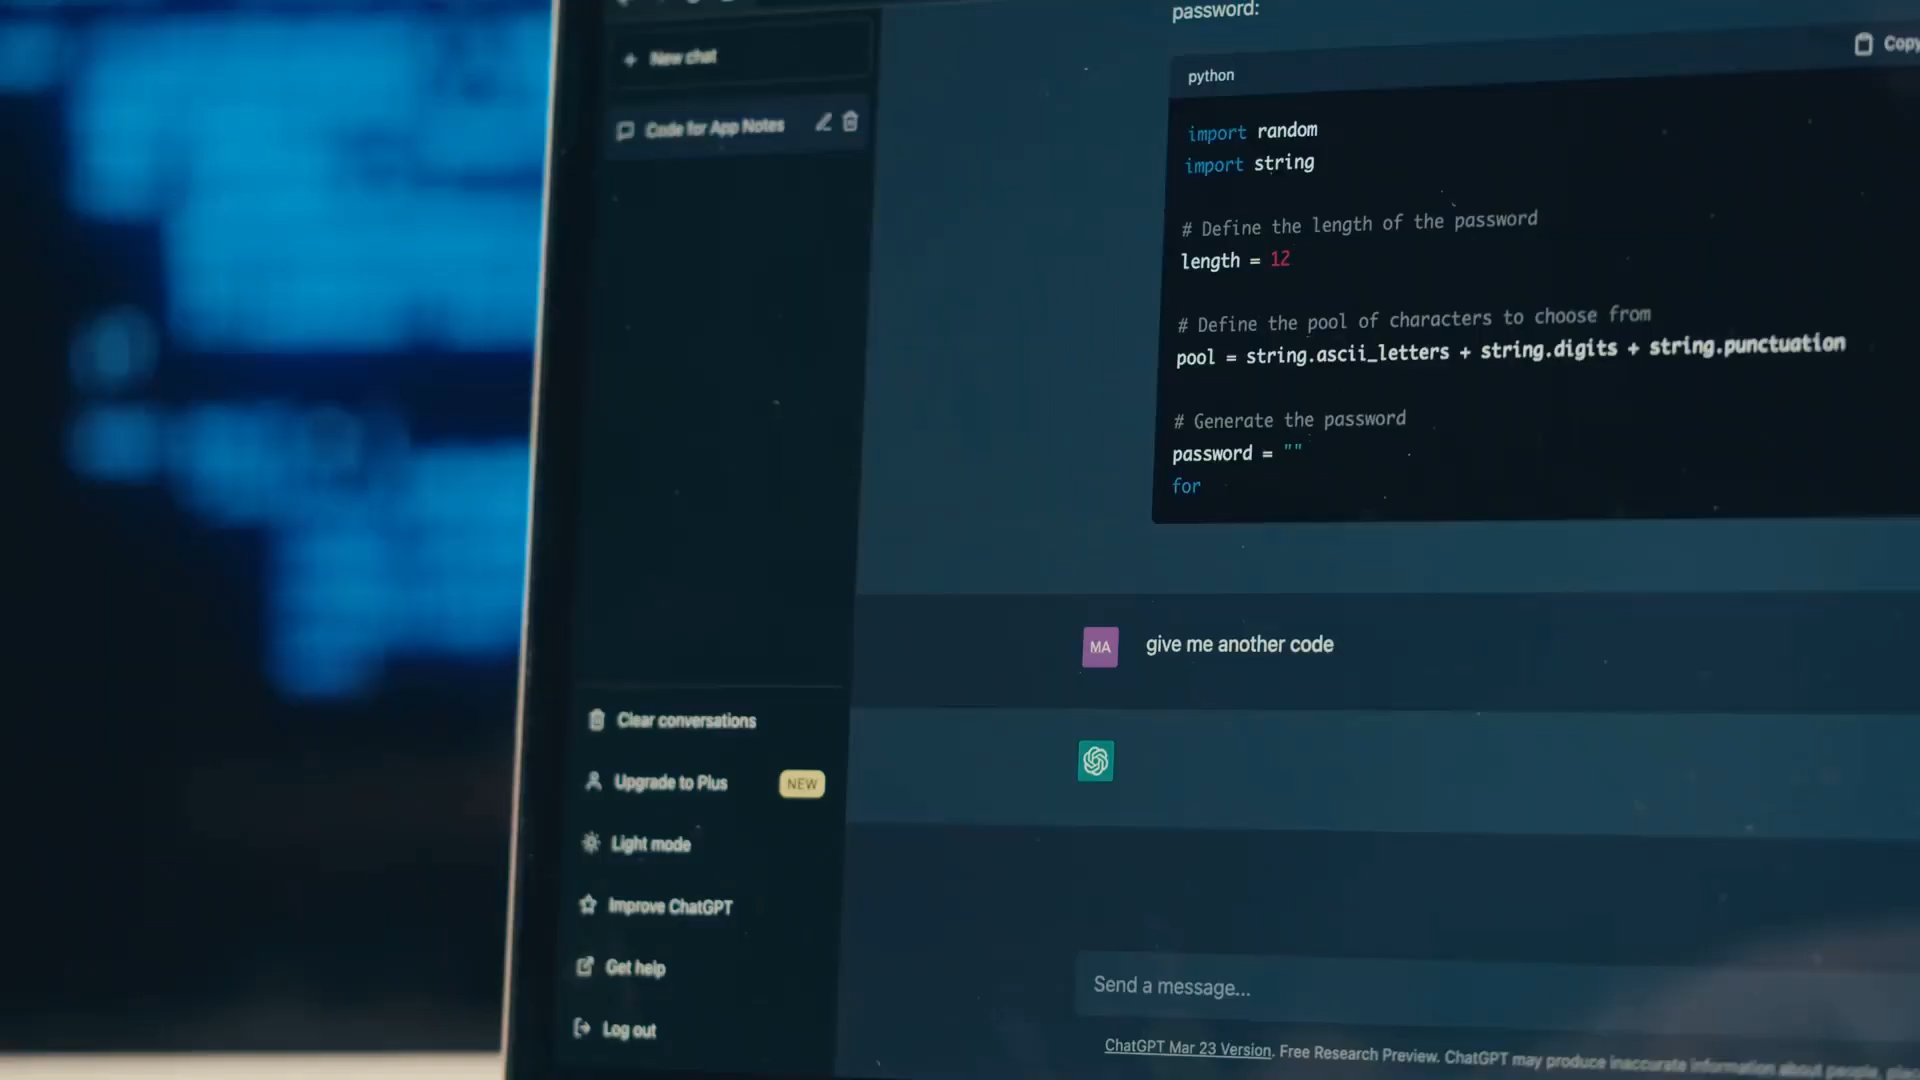 New chat
Code for App Notes
Clear conversations
Upgrade to Plus
NEW
Light mode
Improve ChatGPT
Get help
Log out
password:
python
Copy
import random
import string
# Define the length of the password
length = 12
# Define the pool of characters to choose from
pool = string.ascii_letters + string.digits + string.punctuation
# Generate the password
password = ""
for
MA
give me another code
Send a message...
ChatGPT Mar 23 Version. Free Research Preview. ChatGPT may produce inaccurate information about people,